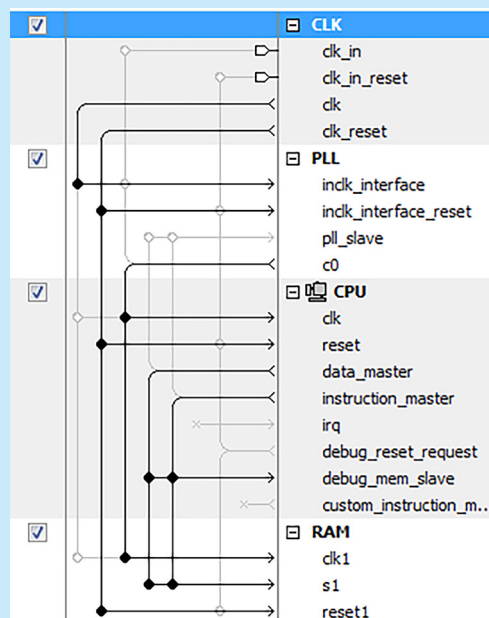 CLK
clk_in
clk_in_reset
clk
clk_reset
PLL
inclk_interface
inclk_interface_reset
pll_slave
c0
CPU
clk
reset
data_master
instruction_master
irq
debug_reset_request
debug_mem_slave
custom_instruction_m...
RAM
clk1
s1
reset1